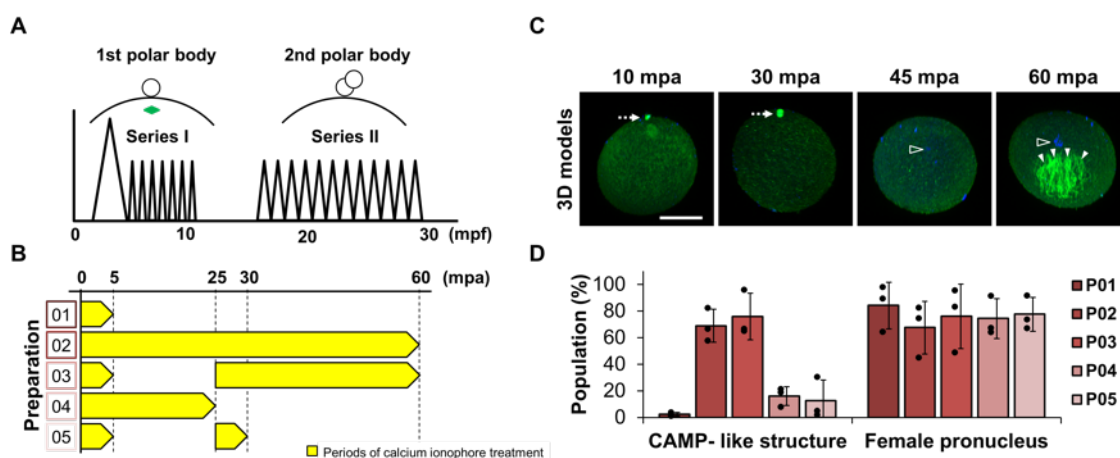 A
1st polar body 2nd polar body
Series I Series II
0 10 20 30 (mpf)
B
0 5 25 30 60 (mpa)
Preparation
01
02
03
04
05
Periods of calcium ionophore treatment
C
10 mpa 30 mpa 45 mpa 60 mpa
3D models
D
Population (%)
100
80
60
40
20
0
CAMP- like structure Female pronucleus
P01
P02
P03
P04
P05